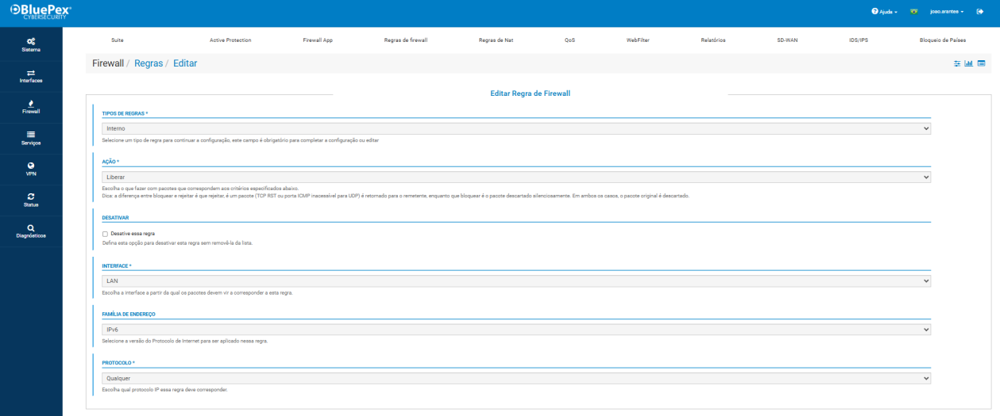 BluePex®
CYBERSECURITY
Ajuda
joao.arantes
Sistema
Interfaces
Firewall
Serviços
VPN
Status
Diagnósticos
Suite
Active Protection
Firewall App
Regras de firewall
Regras de Nat
QoS
WebFilter
Relatórios
SD-WAN
IDS/IPS
Bloqueio de Países
Firewall / Regras / Editar
Editar Regra de Firewall
TIPOS DE REGRAS *
Interno
Selecione um tipo de regra para continuar a configuração, este campo é obrigatório para completar a configuração ou editar
AÇÃO *
Liberar
Escolha o que fazer com pacotes que correspondem aos critérios especificados abaixo.
Dica: a diferença entre bloquear e rejeitar é que rejeitar, é um pacote (TCP RST ou porta ICMP inacessível para UDP) é retornado para o remetente, enquanto que bloquear é o pacote descartado silenciosamente. Em ambos os casos, o pacote original é descartado.
DESATIVAR
Desative essa regra
Defina esta opção para desativar esta regra sem removê-la da lista.
INTERFACE *
LAN
Escolha a interface a partir da qual os pacotes devem vir a corresponder a esta regra.
FAMÍLIA DE ENDEREÇO
IPv6
Selecione a versão do Protocolo de Internet para ser aplicado nessa regra.
PROTOCOLO *
Qualquer
Escolha qual protocolo IP essa regra deve corresponder.